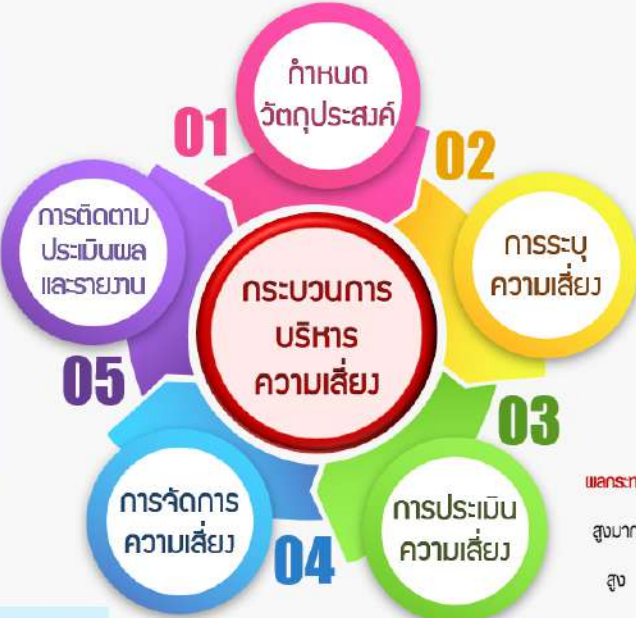 01
กำหนด
วัตถุประสงค์
02
การระบุ
ความเสี่ยง
03
การประเมิน
ความเสี่ยง
04
การจัดการ
ความเสี่ยง
05
การติดตาม
ประเมินผล
และรายงาน
กระบวนการ
บริหาร
ความเสี่ยง
สูงมาก
สูง